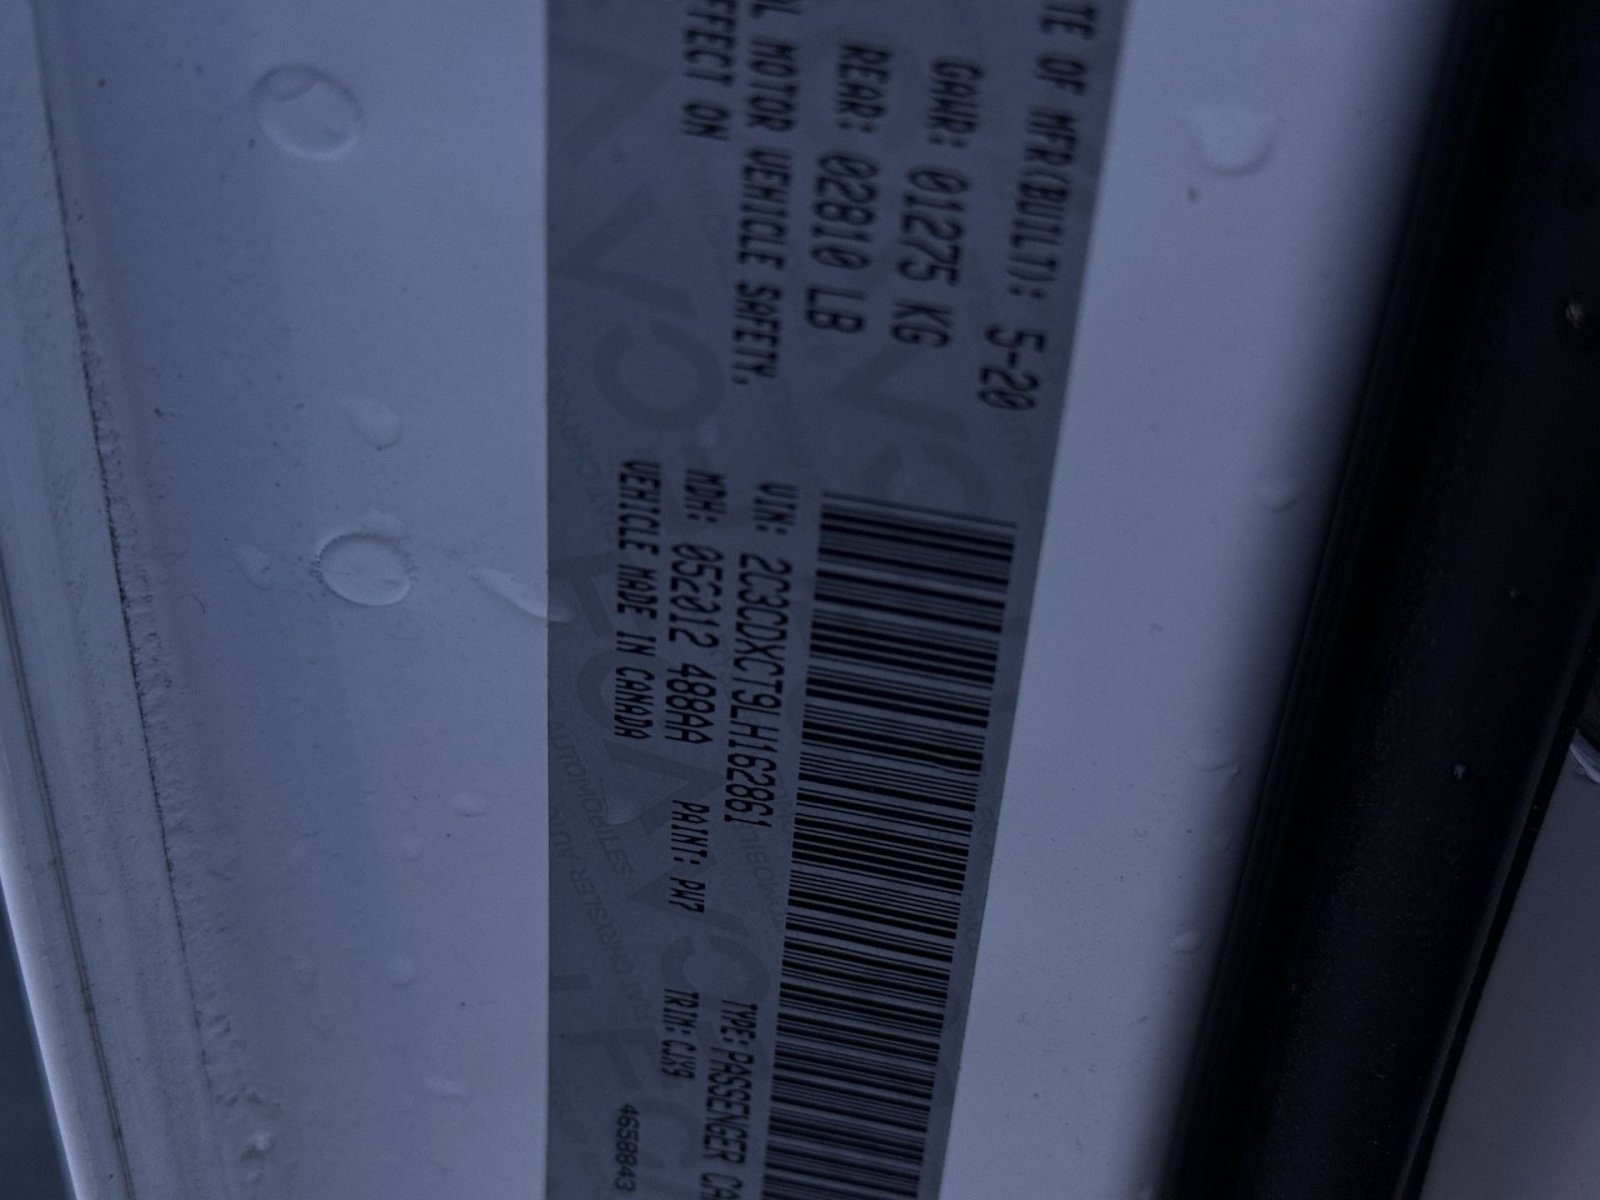 TE OF MFR(BUILT): 5-20
GAWR: 01275 KG
REAR: 02810 LB
MOTOR VEHICLE SAFETY,
EFFECT ON
VIN: 2C3CDXCT9LH162861
TYPE: PASSENGER CA
MDH: 052012 488AA PAINT: PW7
TRIM: CJX9
VEHICLE MADE IN CANADA
4658843